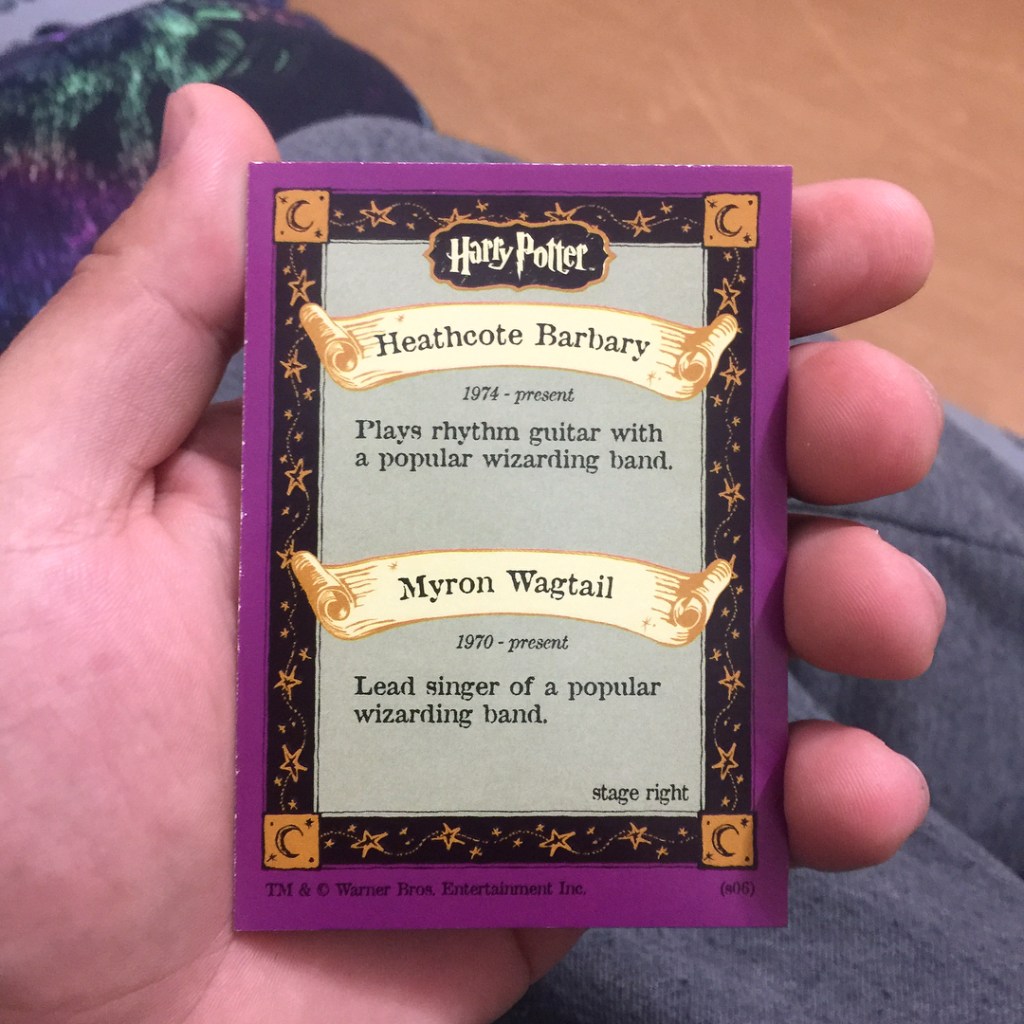 Harry Potter
Heathcote Barbary
1974 - present
Plays rhythm guitar with
a popular wizarding band.
Myron Wagtail
1970 - present
Lead singer of a popular
wizarding band.
stage right
TM & © Warner Bros. Entertainment Inc. (s06)